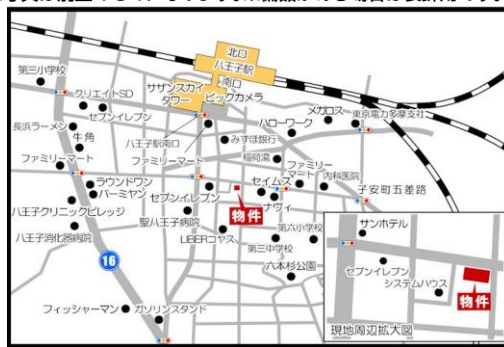 北口
八王子駅
南口
第三小学校
サザンスカイ
タワー
ビックカメラ
クリエイトSD
メガロス
東京電力多摩支社
セブンイレブン
長浜ラーメン
八王子駅南口
ハローワーク
牛角
みずほ銀行
ファミリーマート
稲荷湯
ファミリーマート
ファミリー
マート
内科医院
子安町五差路
ラウンドワン
セイムス
バーミヤン
セブンイレブン
ナヴィ
八王子クリニックビレッジ
聖八王子病院
物件
第六小学校
サンホテル
八王子消化器病院
LIBERコヤス
第三中学校
16
六本杉公園
セブンイレブン
システムハウス
物件
フィッシャーマン
ガソリンスタンド
現地周辺拡大図